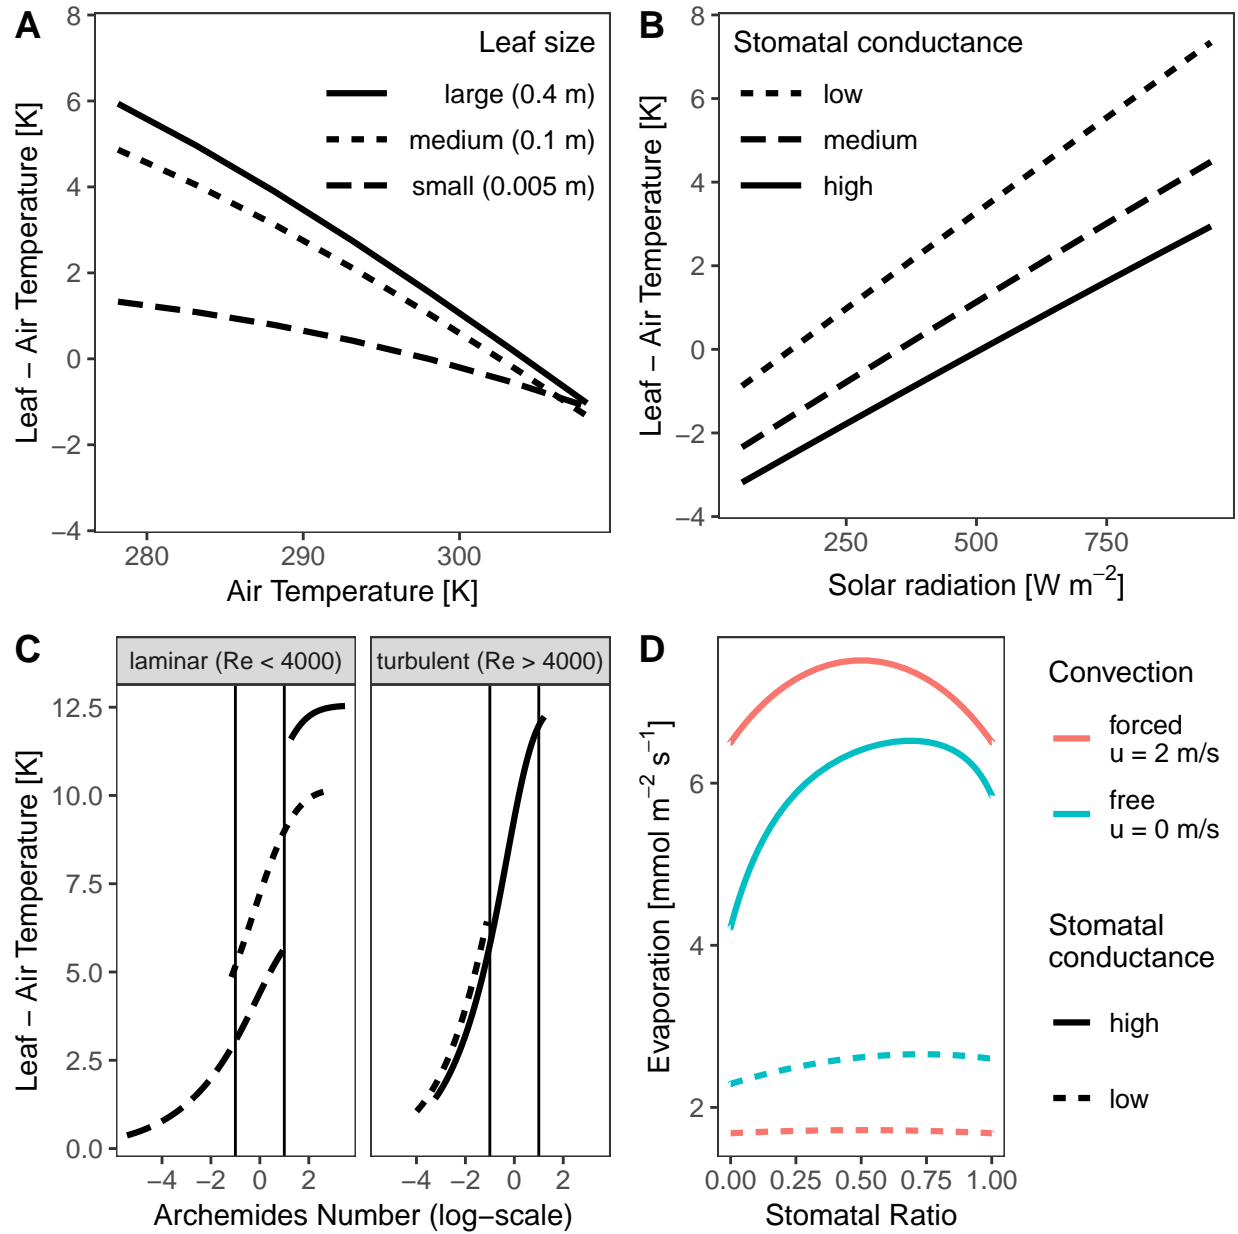 A
8
6
4
2
0
−2
−4
Leaf − Air Temperature [K]
Leaf size
large (0.4 m)
medium (0.1 m)
small (0.005 m)
280
290
300
Air Temperature [K]
B
8
6
4
2
0
−2
−4
Leaf − Air Temperature [K]
Stomatal conductance
low
medium
high
250
500
750
Solar radiation [W m⁻²]
C
laminar (Re < 4000)
turbulent (Re > 4000)
12.5
10.0
7.5
5.0
2.5
0.0
Leaf − Air Temperature [K]
−4
−2
0
2
−4
−2
0
2
Archemides Number (log−scale)
D
6
4
2
Evaporation [mmol m⁻² s⁻¹]
0.00
0.25
0.50
0.75
1.00
Stomatal Ratio
Convection
forced
u = 2 m/s
free
u = 0 m/s
Stomatal
conductance
high
low